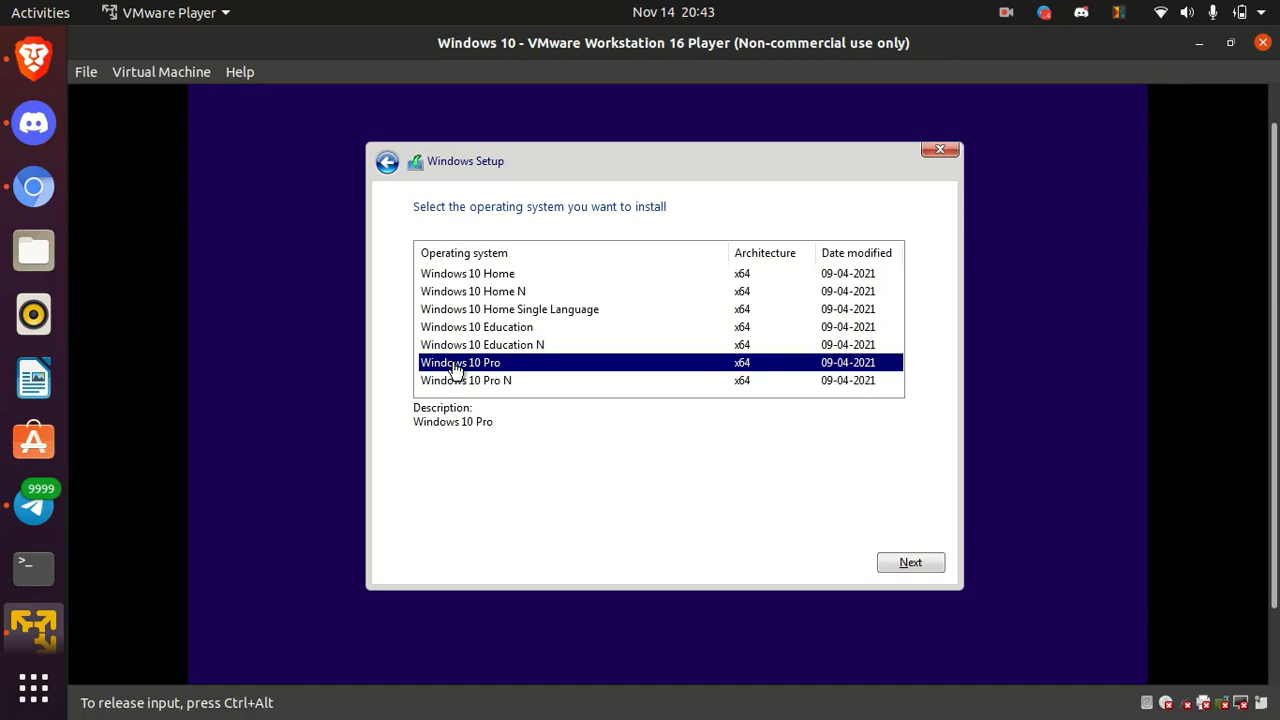 Activities
VMware Player
Nov 14 20:43
Windows 10 - VMware Workstation 16 Player (Non-commercial use only)
File Virtual Machine Help
Windows Setup
Select the operating system you want to install
Operating system Architecture Date modified
Windows 10 Home x64 09-04-2021
Windows 10 Home N x64 09-04-2021
Windows 10 Home Single Language x64 09-04-2021
Windows 10 Education x64 09-04-2021
Windows 10 Education N x64 09-04-2021
Windows 10 Pro x64 09-04-2021
Windows 10 Pro N x64 09-04-2021
Description:
Windows 10 Pro
9999
>_
Next
To release input, press Ctrl+Alt